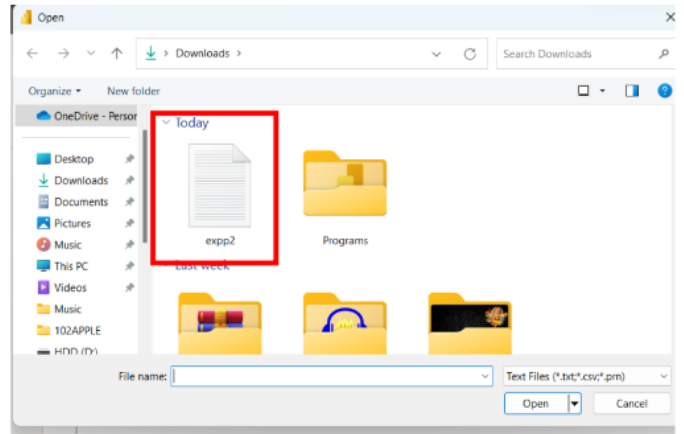 Open
Downloads
Search Downloads
Organize
New folder
OneDrive - Person
Today
Desktop
Downloads
Documents
Pictures
Music
This PC
Videos
Music
102APPLE
HDD (D:)
expp2
Programs
Last week
File name:
Text Files (*.txt;*.csv;*.prn)
Open
Cancel